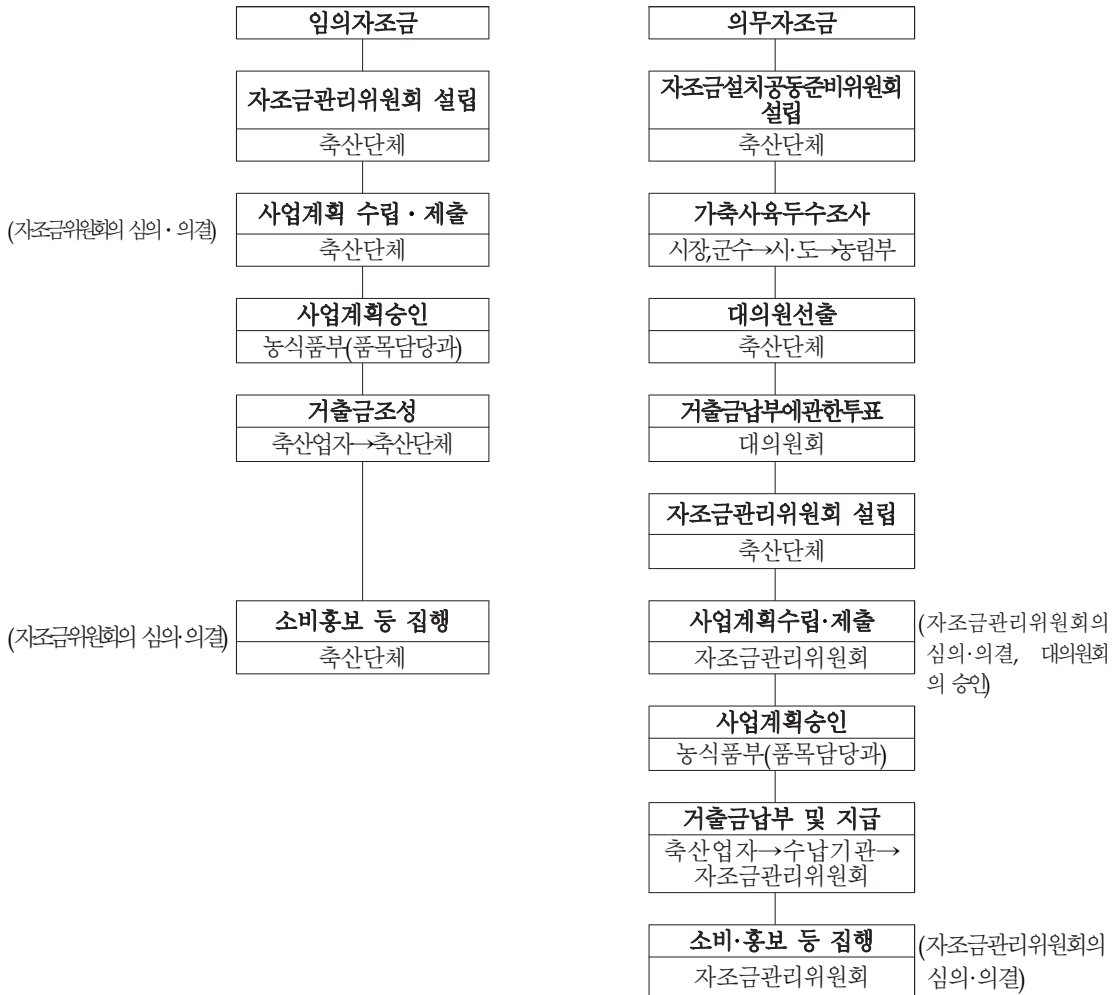 임의자조금
자조금관리위원회 설립
축산단체
(자조금위원회의 심의·의결)
사업계획 수립·제출
축산단체
사업계획승인
농식품부(품목담당과)
거출금조성
축산업자→축산단체
(자조금위원회의 심의·의결)
소비홍보 등 집행
축산단체
의무자조금
자조금설치공동준비위원회
설립
축산단체
가축사육두수조사
시장,군수→시·도→농림부
대의원선출
축산단체
거출금납부에관한투표
대의원회
자조금관리위원회 설립
축산단체
사업계획수립·제출
자조금관리위원회
(자조금관리위원회의
심의·의결, 대의원회
의 승인)
사업계획승인
농식품부(품목담당과)
거출금납부 및 지급
축산업자→수납기관→
자조금관리위원회
소비·홍보 등 집행
자조금관리위원회
(자조금관리위원회의
심의·의결)